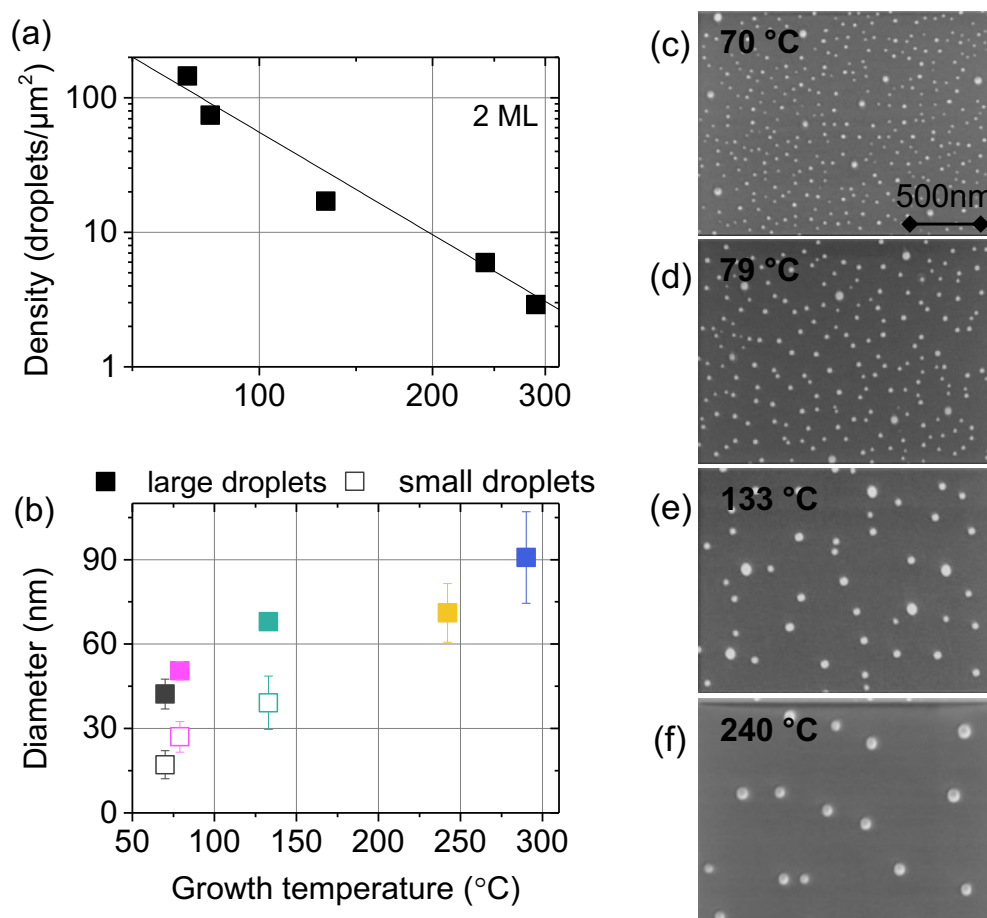 (a)
2 ML
Density (droplets/μm²)
100
10
1
100
200
300
large droplets
small droplets
(b)
Diameter (nm)
90
60
30
0
50
100
150
200
250
300
Growth temperature (°C)
(c)
70 °C
500nm
(d)
79 °C
(e)
133 °C
(f)
240 °C